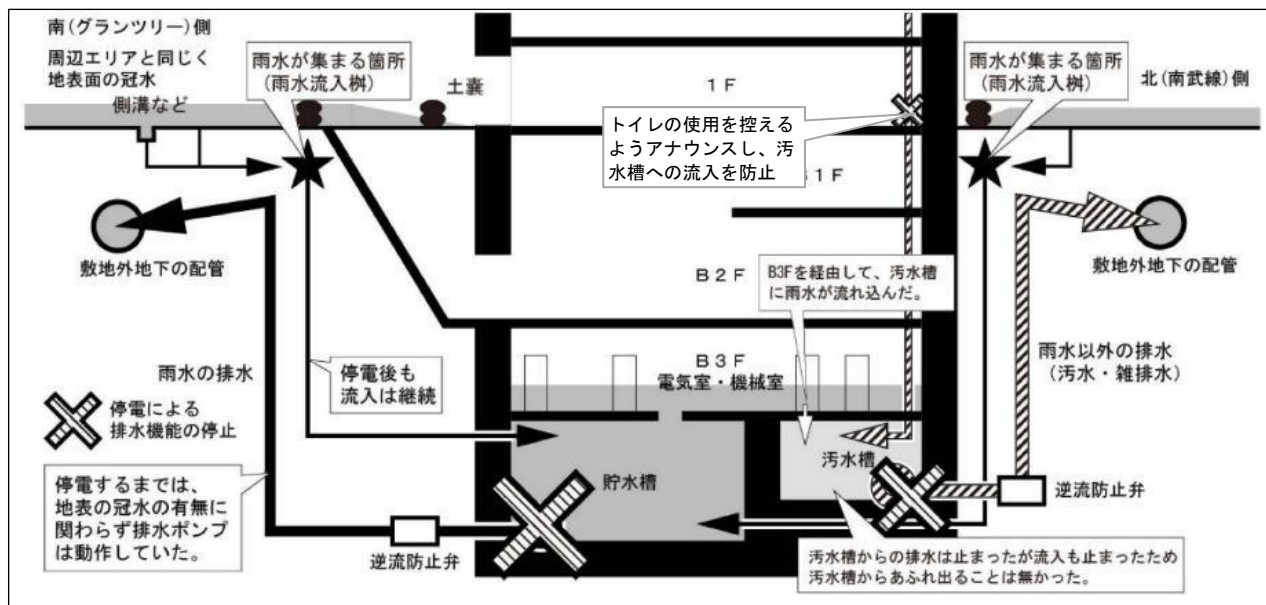 南(グランツリー)側
周辺エリアと同じく
地表面の冠水
側溝など
雨水が集まる箇所
(雨水流入桝)
土嚢
1F
トイレの使用を控える
ようアナウンスし、汚
水槽への流入を防止
雨水が集まる箇所
(雨水流入桝)
北(南武線)側
1F
敷地外地下の配管
B2F
B3Fを経由して、汚水槽
に雨水が流れ込んだ。
敷地外地下の配管
雨水の排水
停電後も
流入は継続
B3F
電気室・機械室
雨水以外の排水
(汚水・雑排水)
停電による
排水機能の停止
停電するまでは、
地表の冠水の有無に
関わらず排水ポンプ
は動作していた。
貯水槽
汚水槽
逆流防止弁
逆流防止弁
汚水槽からの排水は止まったが流入も止まったため
汚水槽からあふれ出ることは無かった。